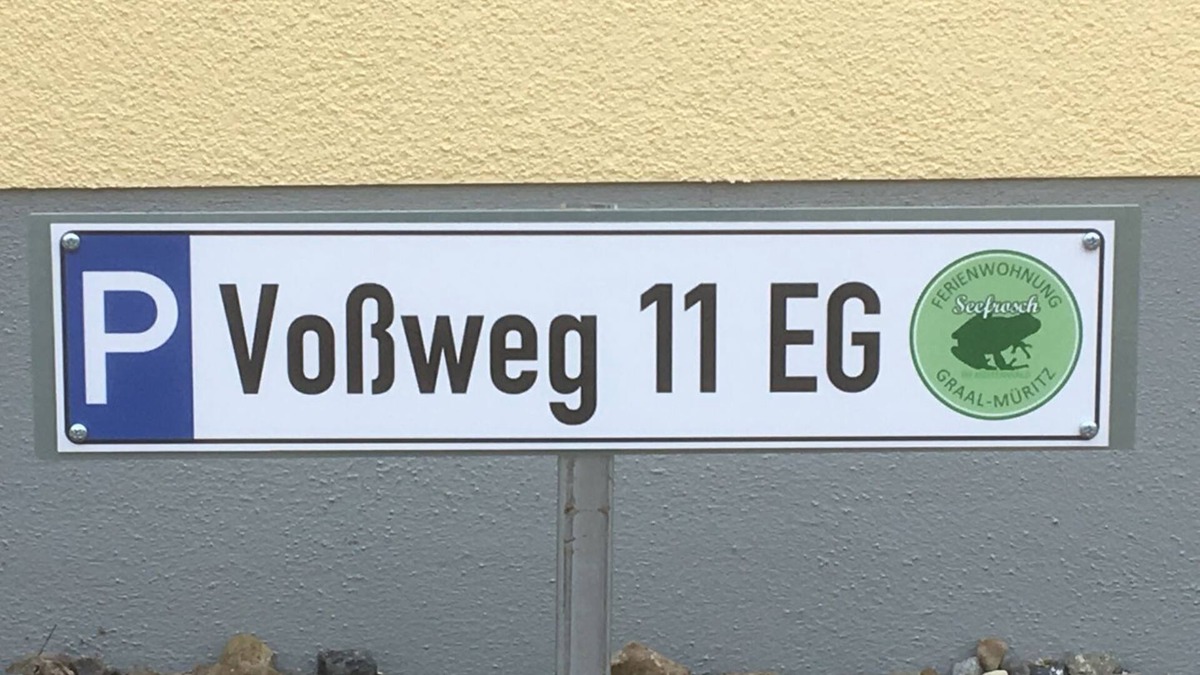 P Voßweg 11 EG
FERIENWOHNUNG
Seefrosch
GRAAL-MÜRITZ